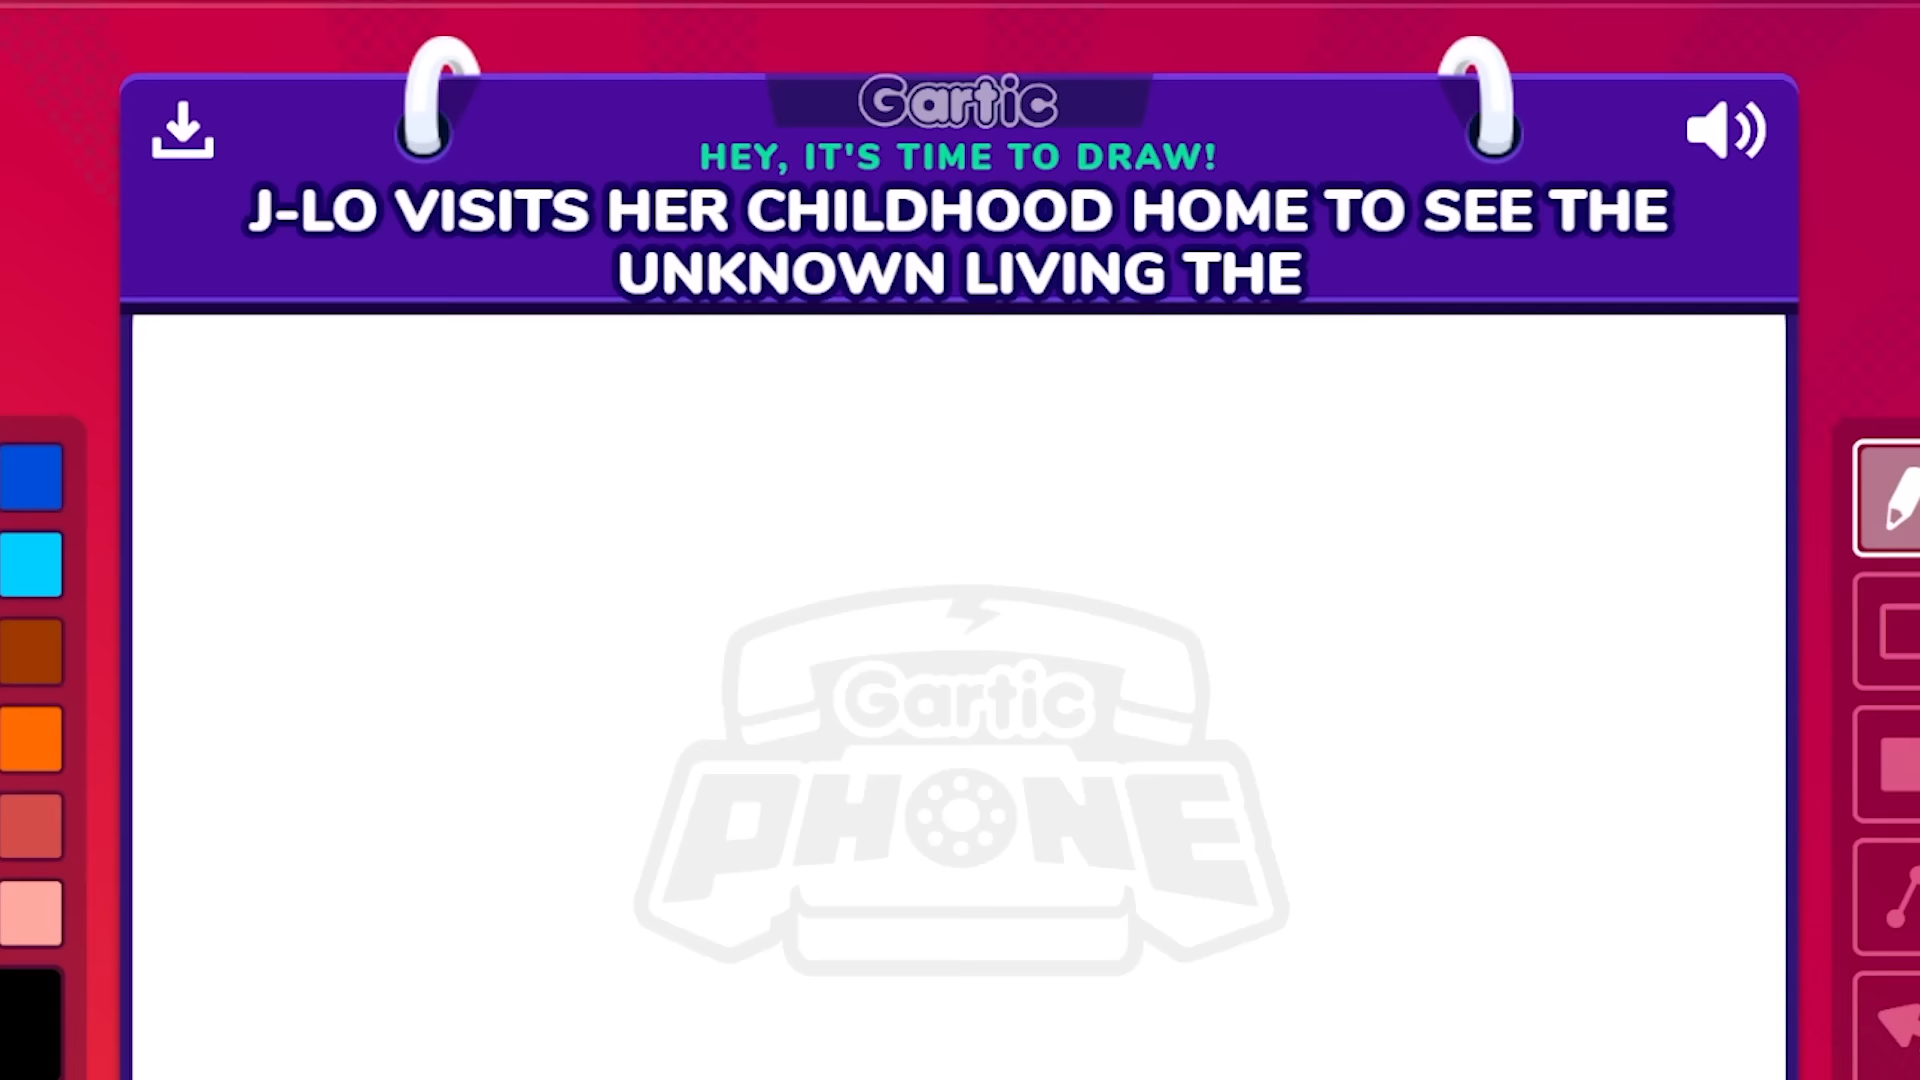 Gartic
HEY, IT'S TIME TO DRAW!
J-LO VISITS HER CHILDHOOD HOME TO SEE THE
UNKNOWN LIVING THE
Gartic
PHONE